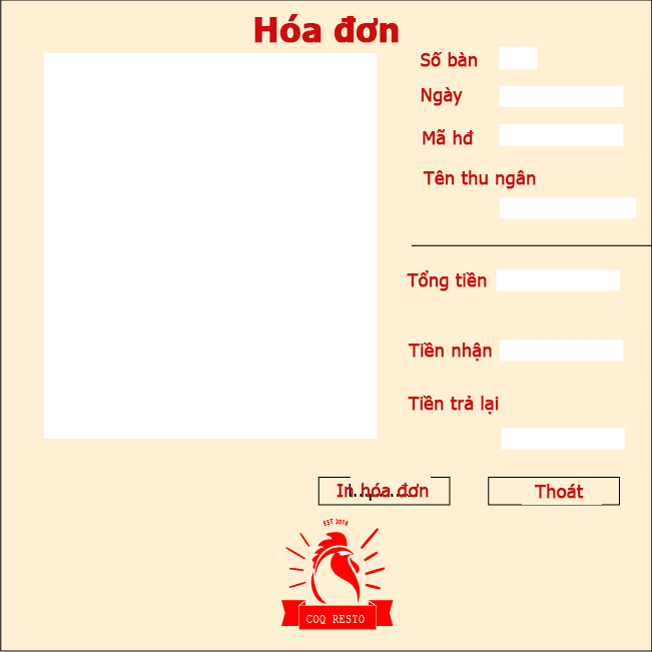 Hóa đơn
Số bàn
Ngày
Mã hđ
Tên thu ngân
Tổng tiền
Tiền nhận
Tiền trả lại
In hóa đơn
Thoát
EST 2016
COQ RESTO